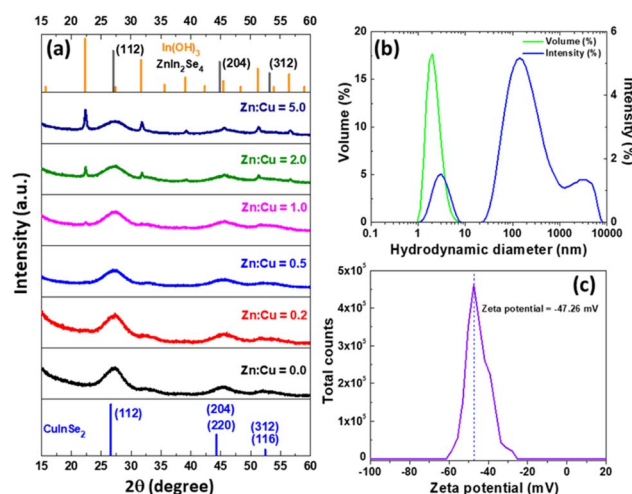 (a)
In(OH)3
ZnIn2Se4
(112)
(204)
(312)
Zn:Cu = 5.0
Zn:Cu = 2.0
Zn:Cu = 1.0
Zn:Cu = 0.5
Zn:Cu = 0.2
Zn:Cu = 0.0
CuInSe2
(112)
(204)
(220)
(312)
(116)
Intensity (a.u.)
15 20 25 30 35 40 45 50 55 60
15 20 25 30 35 40 45 50 55 60
2θ (degree)
(b)
Volume (%)
Intensity (%)
20
15
10
5
0
Volume (%)
6
5
4
3
2
1
0
Intensity (%)
0.1 1 10 100 1000 10000
Hydrodynamic diameter (nm)
(c)
Zeta potential = -47.26 mV
5x10^5
4x10^5
3x10^5
2x10^5
1x10^5
0
Total counts
-100 -80 -60 -40 -20 0 20
Zeta potential (mV)